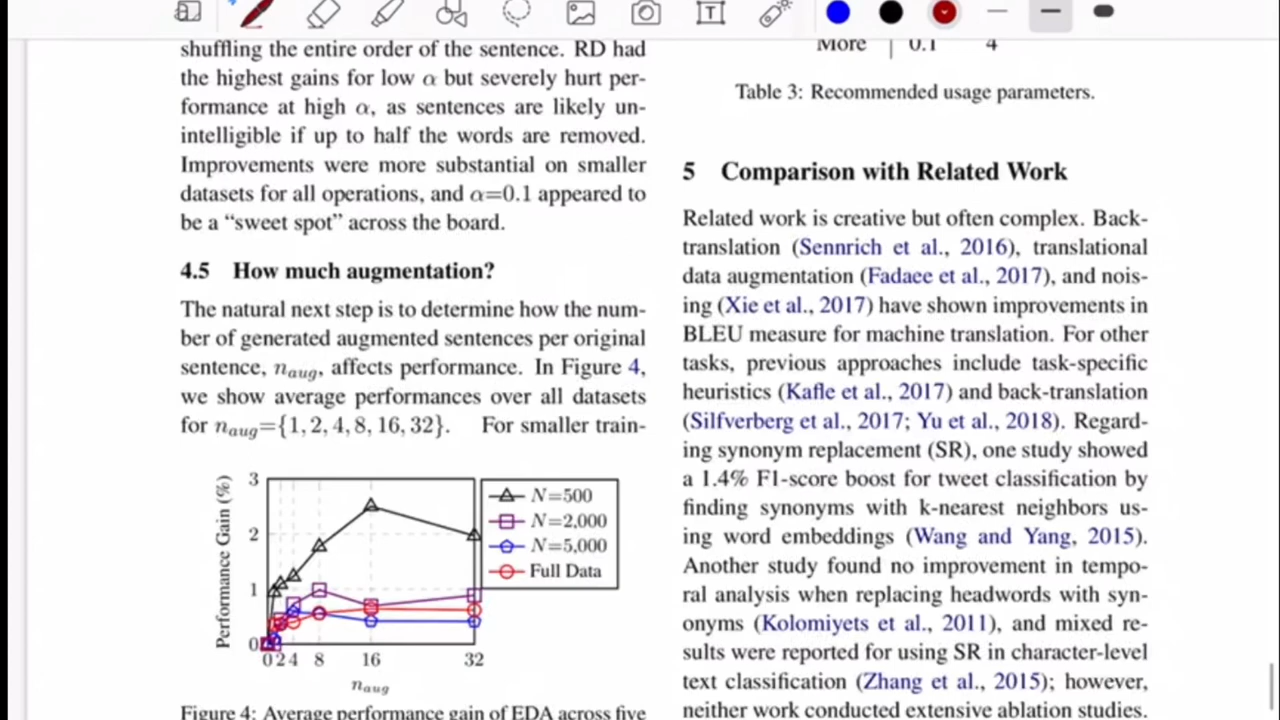 shuffling the entire order of the sentence. RD had
the highest gains for low α but severely hurt per-
formance at high α, as sentences are likely un-
intelligible if up to half the words are removed.
Improvements were more substantial on smaller
datasets for all operations, and α=0.1 appeared to
be a “sweet spot” across the board.
4.5 How much augmentation?
The natural next step is to determine how the num-
ber of generated augmented sentences per original
sentence, naug, affects performance. In Figure 4,
we show average performances over all datasets
for naug={1, 2, 4, 8, 16, 32}. For smaller train-
Performance Gain (%)
3
2
1
0
0 2 4 8 16 32
naug
N=500
N=2,000
N=5,000
Full Data
Figure 4: Average performance gain of EDA across five
More | 0.1 4
Table 3: Recommended usage parameters.
5 Comparison with Related Work
Related work is creative but often complex. Back-
translation (Sennrich et al., 2016), translational
data augmentation (Fadaee et al., 2017), and nois-
ing (Xie et al., 2017) have shown improvements in
BLEU measure for machine translation. For other
tasks, previous approaches include task-specific
heuristics (Kafle et al., 2017) and back-translation
(Silfverberg et al., 2017; Yu et al., 2018). Regard-
ing synonym replacement (SR), one study showed
a 1.4% F1-score boost for tweet classification by
finding synonyms with k-nearest neighbors us-
ing word embeddings (Wang and Yang, 2015).
Another study found no improvement in tempo-
ral analysis when replacing headwords with syn-
onyms (Kolomiyets et al., 2011), and mixed re-
sults were reported for using SR in character-level
text classification (Zhang et al., 2015); however,
neither work conducted extensive ablation studies.